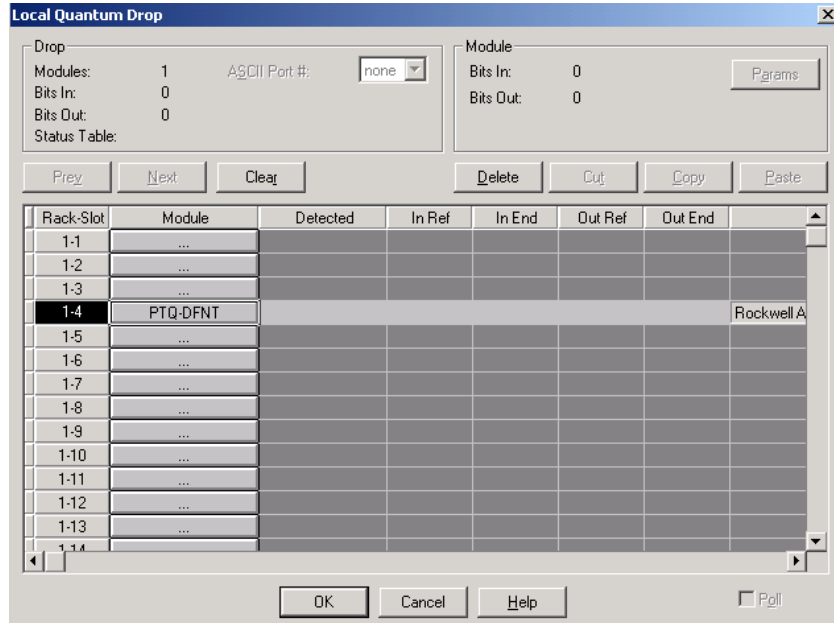 Local Quantum Drop
Drop
Modules: 1 ASCII Port #: none
Bits In: 0
Bits Out: 0
Status Table:
Module
Bits In: 0 Params
Bits Out: 0
Prev Next Clear Delete Cut Copy Paste
Rack-Slot Module Detected In Ref In End Out Ref Out End
1-1 ...
1-2 ...
1-3 ...
1-4 PTQ-DFNT Rockwell A
1-5 ...
1-6 ...
1-7 ...
1-8 ...
1-9 ...
1-10 ...
1-11 ...
1-12 ...
1-13 ...
1-14
OK Cancel Help Poll